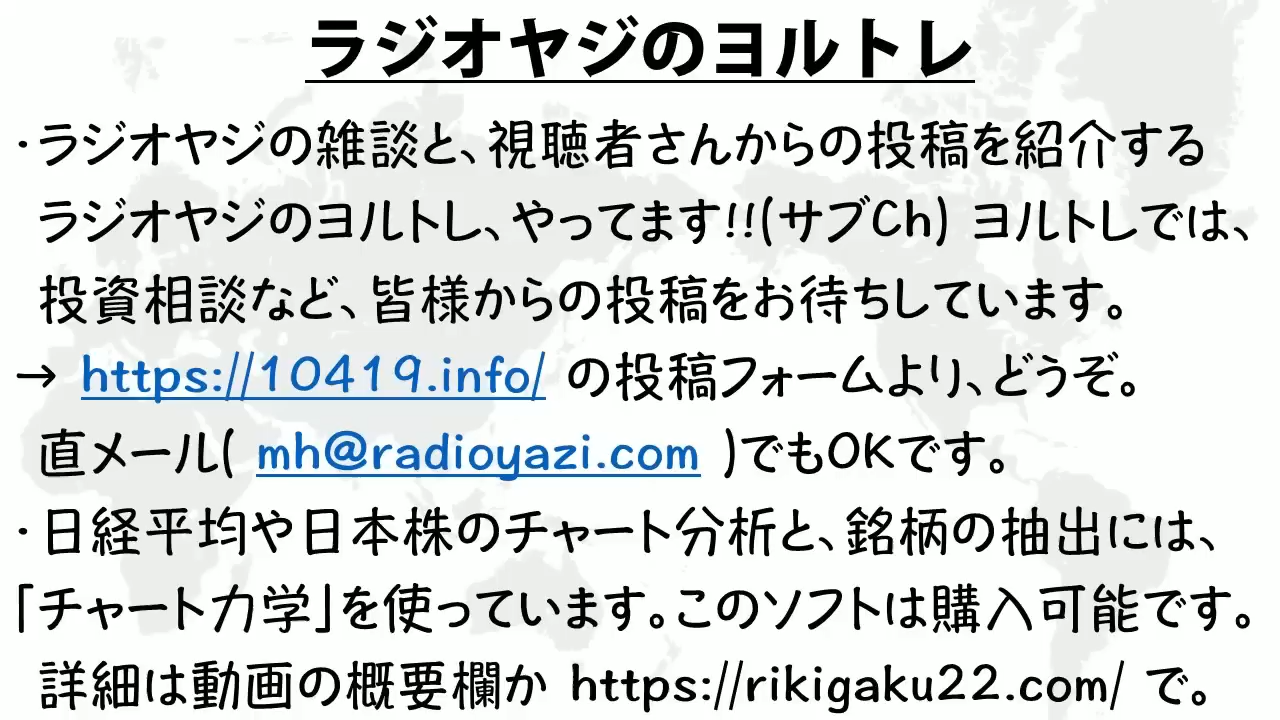 ラジオヤジのヨルトレ
・ラジオヤジの雑談と、視聴者さんからの投稿を紹介する
ラジオヤジのヨルトレ、やってます!!(サブCh) ヨルトレでは、
投資相談など、皆様からの投稿をお待ちしています。
→ https://10419.info/ の投稿フォームより、どうぞ。
直メール( mh@radioyazi.com )でもOKです。
・日経平均や日本株のチャート分析と、銘柄の抽出には、
「チャート力学」を使っています。このソフトは購入可能です。
詳細は動画の概要欄か https://rikigaku22.com/ で。